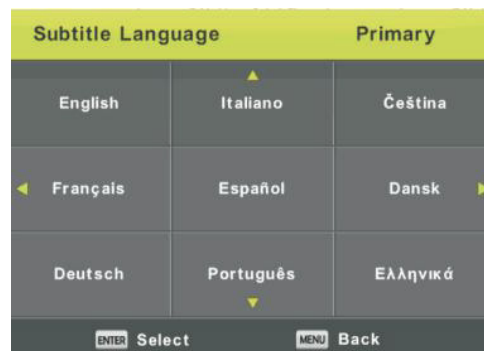 Subtitle Language Primary
English Italiano Čeština
Français Español Dansk
Deutsch Português Ελληνικά
ENTER Select MENU Back